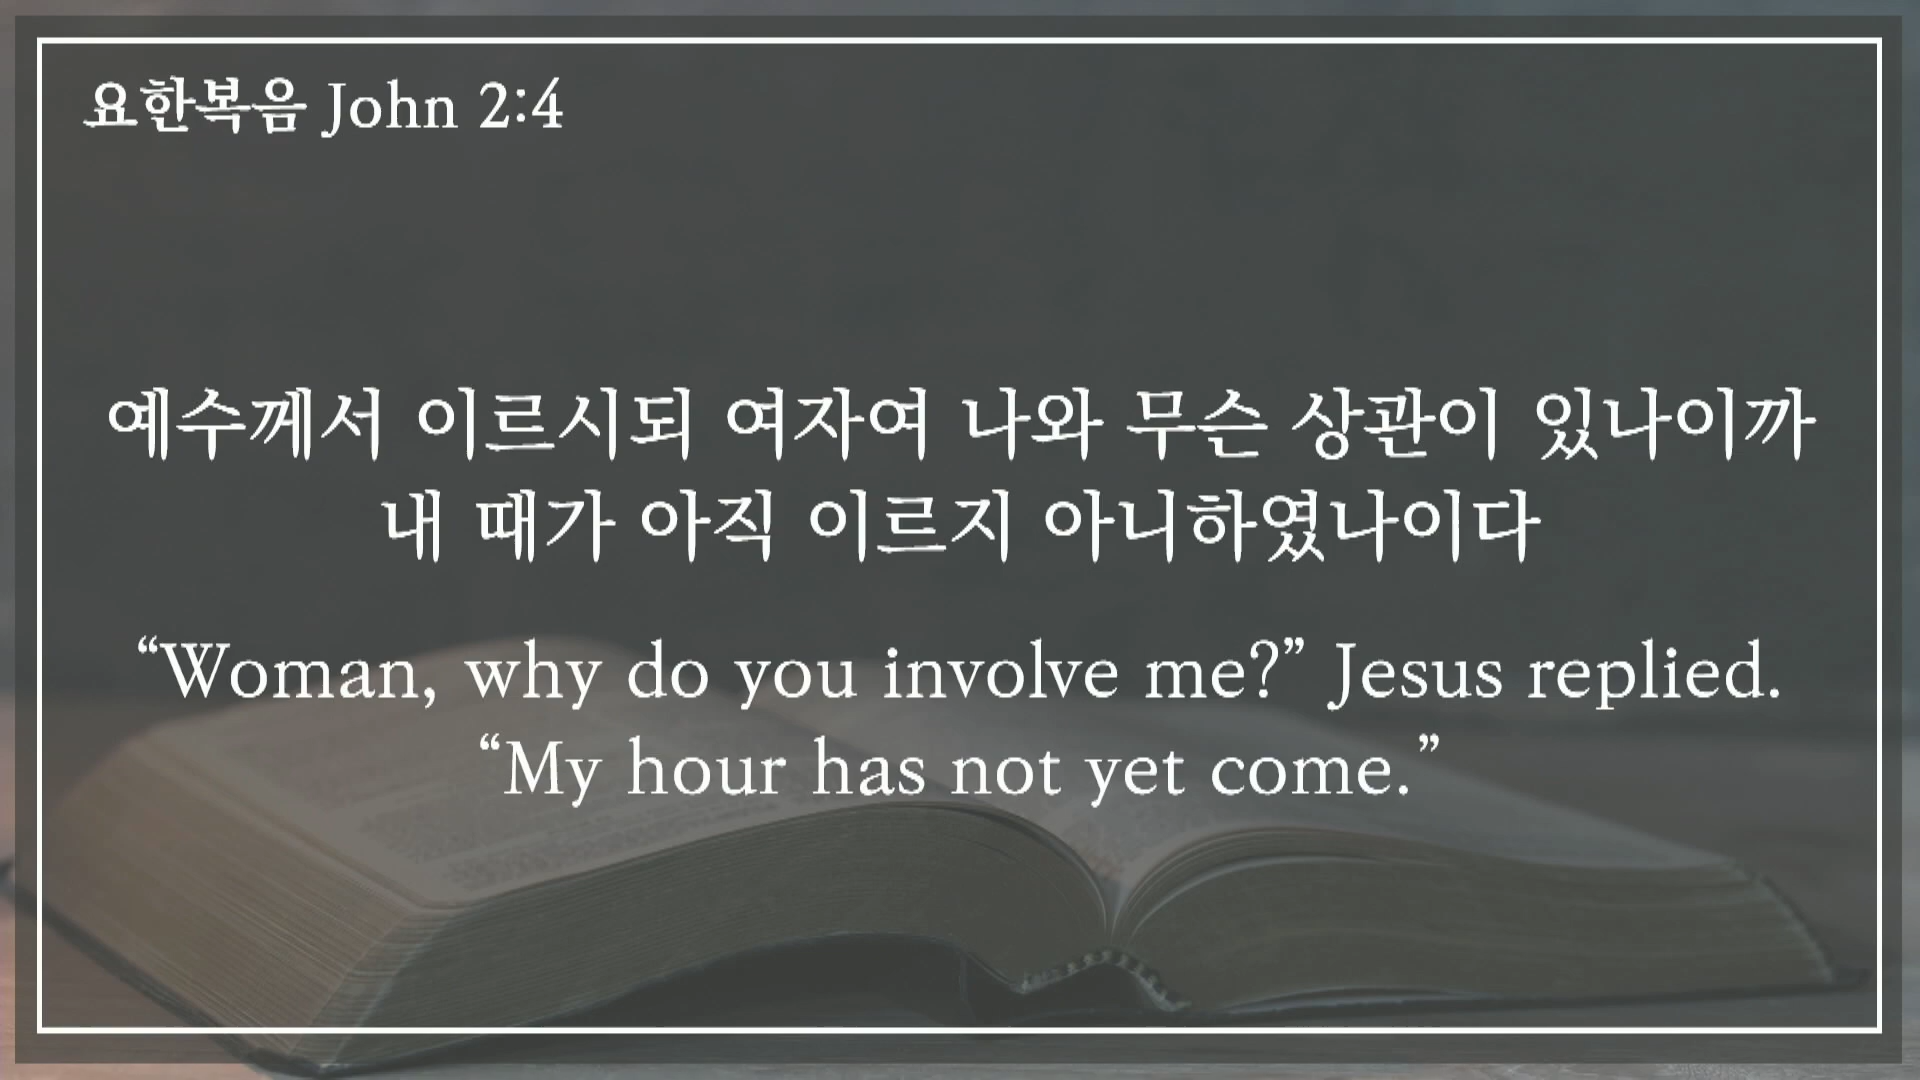 요한복음 John 2:4
예수께서 이르시되 여자여 나와 무슨 상관이 있나이까
내 때가 아직 이르지 아니하였나이다
“Woman, why do you involve me?” Jesus replied.
“My hour has not yet come.”